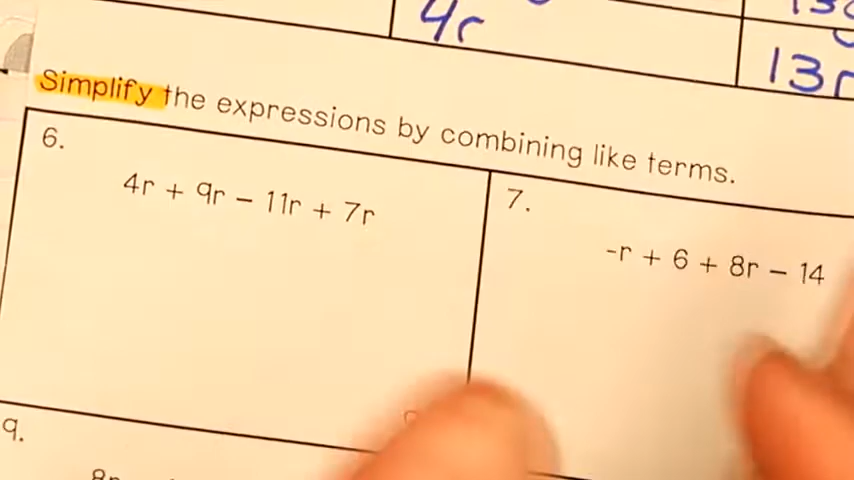 4r
13r
Simplify the expressions by combining like terms.
6.
4r + 9r - 11r + 7r
7.
-r + 6 + 8r - 14
9.